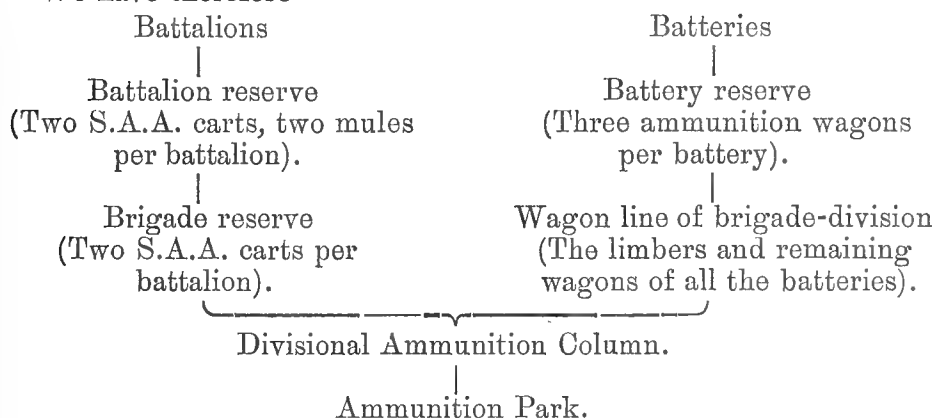 Battalions
Battalion reserve
(Two S.A.A. carts, two mules
per battalion).
Brigade reserve
(Two S.A.A. carts per
battalion).
Batteries
Battery reserve
(Three ammunition wagons
per battery).
Wagon line of brigade-division
(The limbers and remaining
wagons of all the batteries).
Divisional Ammunition Column.
Ammunition Park.